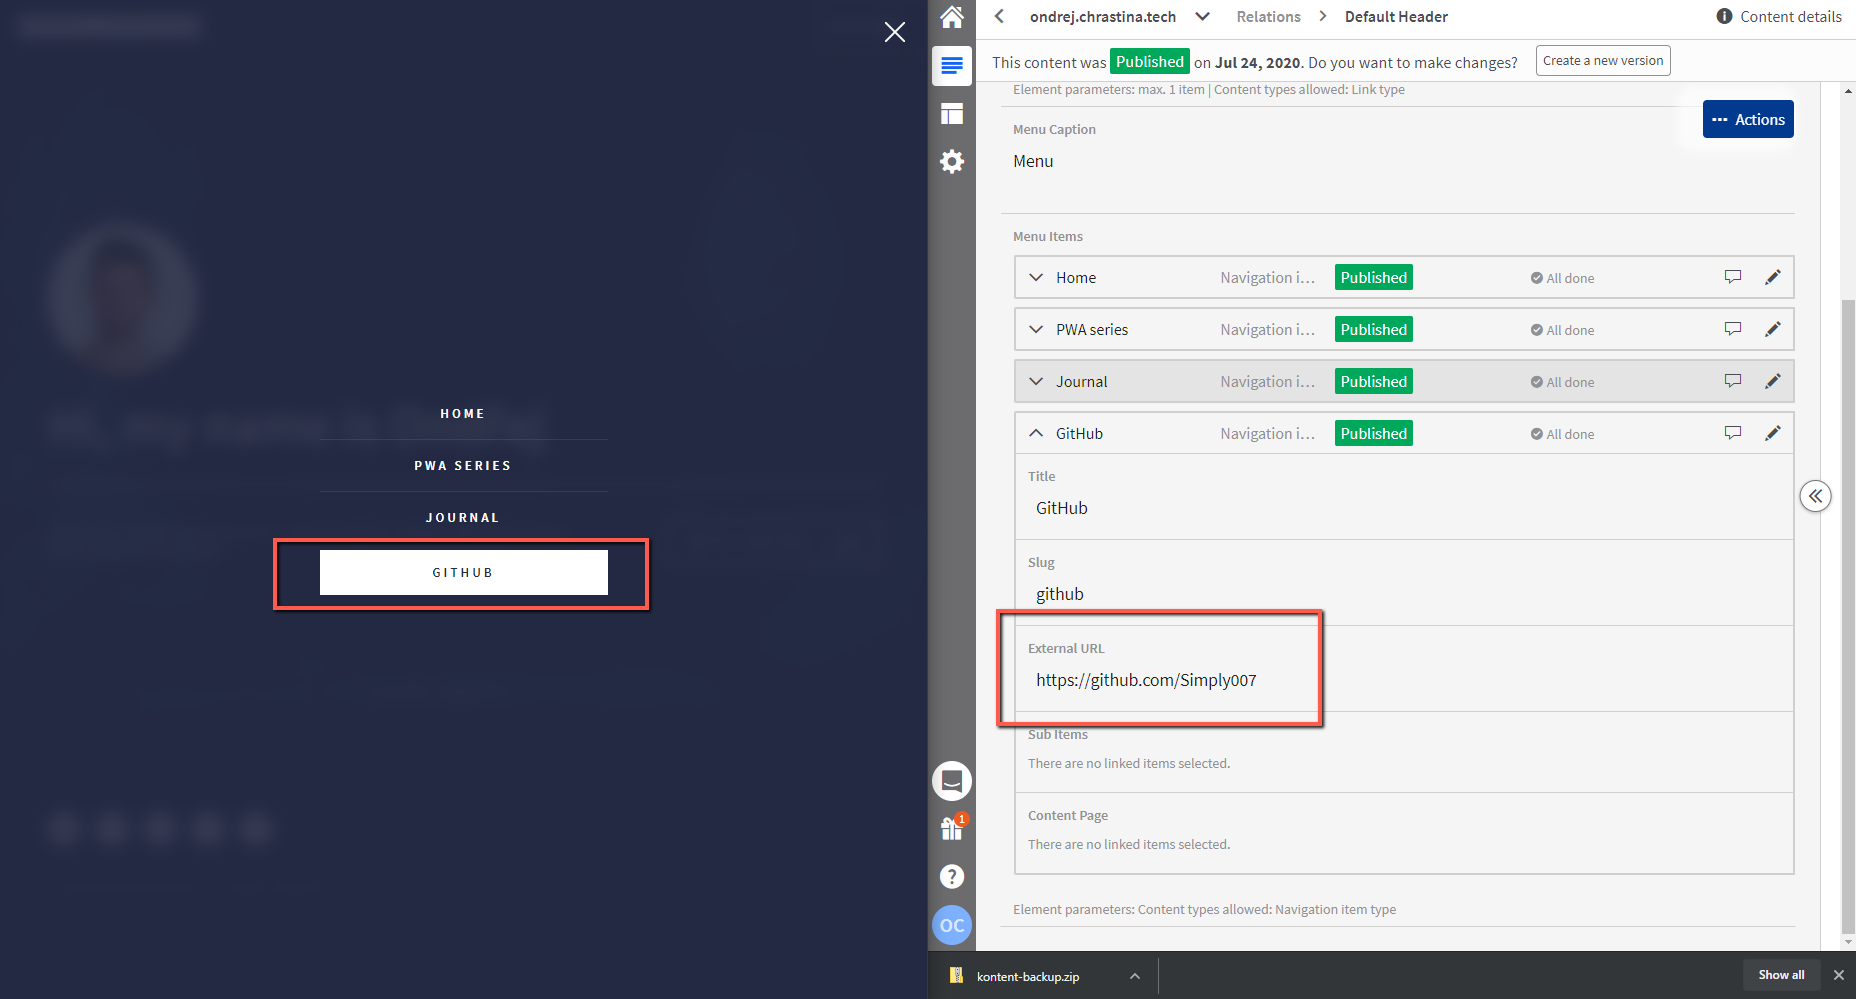 HOME
PWA SERIES
JOURNAL
GITHUB
ondrej.chrastina.tech Relations > Default Header
Content details
This content was Published on Jul 24, 2020. Do you want to make changes? Create a new version
Element parameters: max. 1 item | Content types allowed: Link type
Actions
Menu Caption
Menu
Menu Items
Home Navigation i... Published All done
PWA series Navigation i... Published All done
Journal Navigation i... Published All done
GitHub Navigation i... Published All done
Title
GitHub
Slug
github
External URL
https://github.com/Simply007
Sub Items
There are no linked items selected.
Content Page
There are no linked items selected.
Element parameters: Content types allowed: Navigation item type
1
?
OC
kontent-backup.zip
Show all